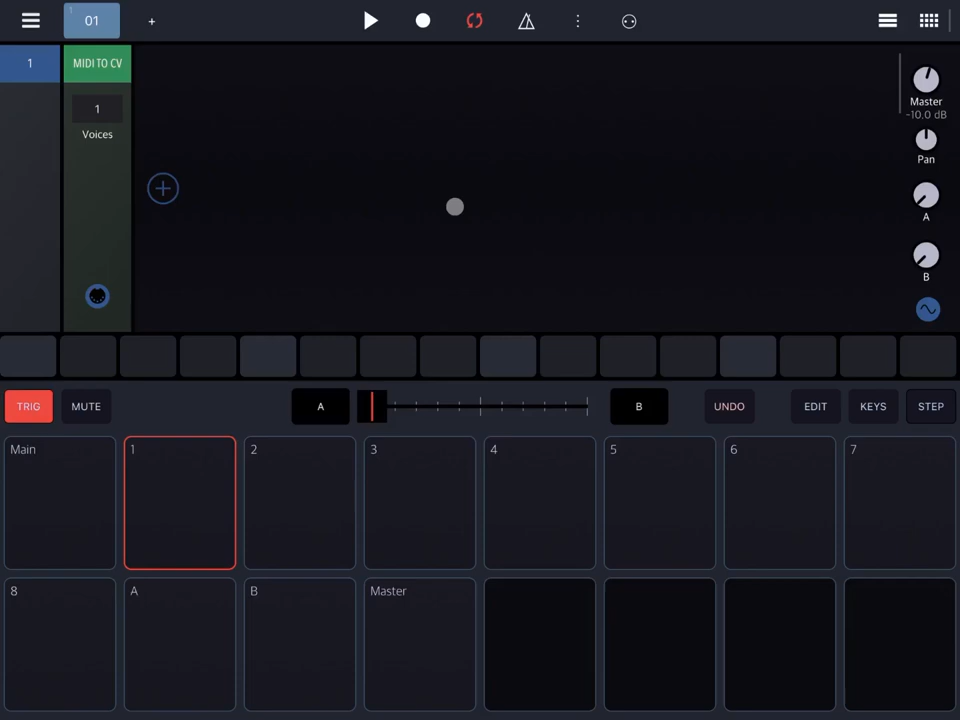 1
01
+
1
MIDI TO CV
1
Voices
Master
-10.0 dB
Pan
A
B
TRIG
MUTE
A
B
UNDO
EDIT
KEYS
STEP
Main
1
2
3
4
5
6
7
8
A
B
Master